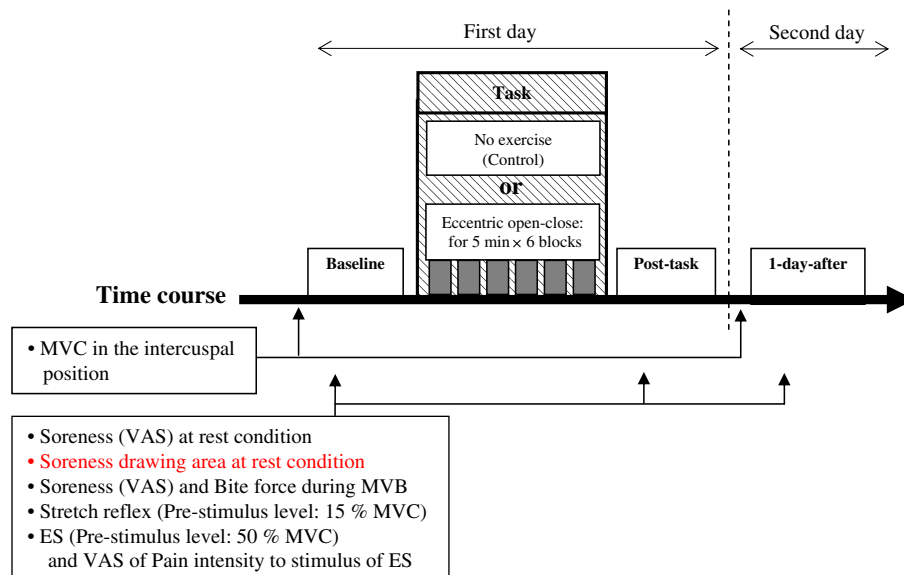 First day
Second day
Task
No exercise
(Control)
or
Eccentric open-close:
for 5 min × 6 blocks
Baseline
Post-task
1-day-after
Time course
• MVC in the intercuspal
position
• Soreness (VAS) at rest condition
• Soreness drawing area at rest condition
• Soreness (VAS) and Bite force during MVB
• Stretch reflex (Pre-stimulus level: 15 % MVC)
• ES (Pre-stimulus level: 50 % MVC)
and VAS of Pain intensity to stimulus of ES